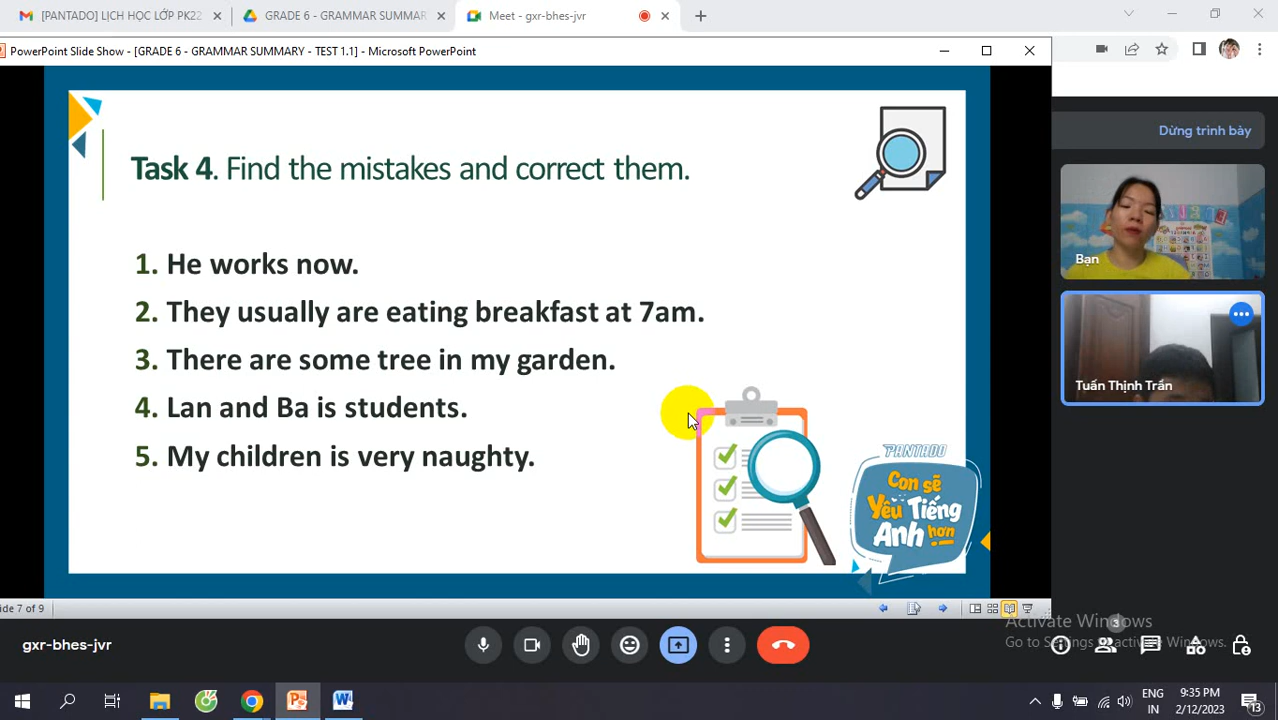 [PANTADO] LỊCH HỌC LỚP PK22
GRADE 6 - GRAMMAR SUMMAR
Meet - gxr-bhes-jvr
PowerPoint Slide Show - [GRADE 6 - GRAMMAR SUMMARY - TEST 1.1] - Microsoft PowerPoint
Dừng trình bày
Task 4. Find the mistakes and correct them.
1. He works now.
2. They usually are eating breakfast at 7am.
3. There are some tree in my garden.
4. Lan and Ba is students.
5. My children is very naughty.
Bạn
Tuấn Thịnh Trần
PANTADO
Con sẽ
Yêu Tiếng
Anh hơn
lide 7 of 9
Activate Windows
Go to Settings to activate Windows.
3
gxr-bhes-jvr
ENG
IN
9:35 PM
2/12/2023
13